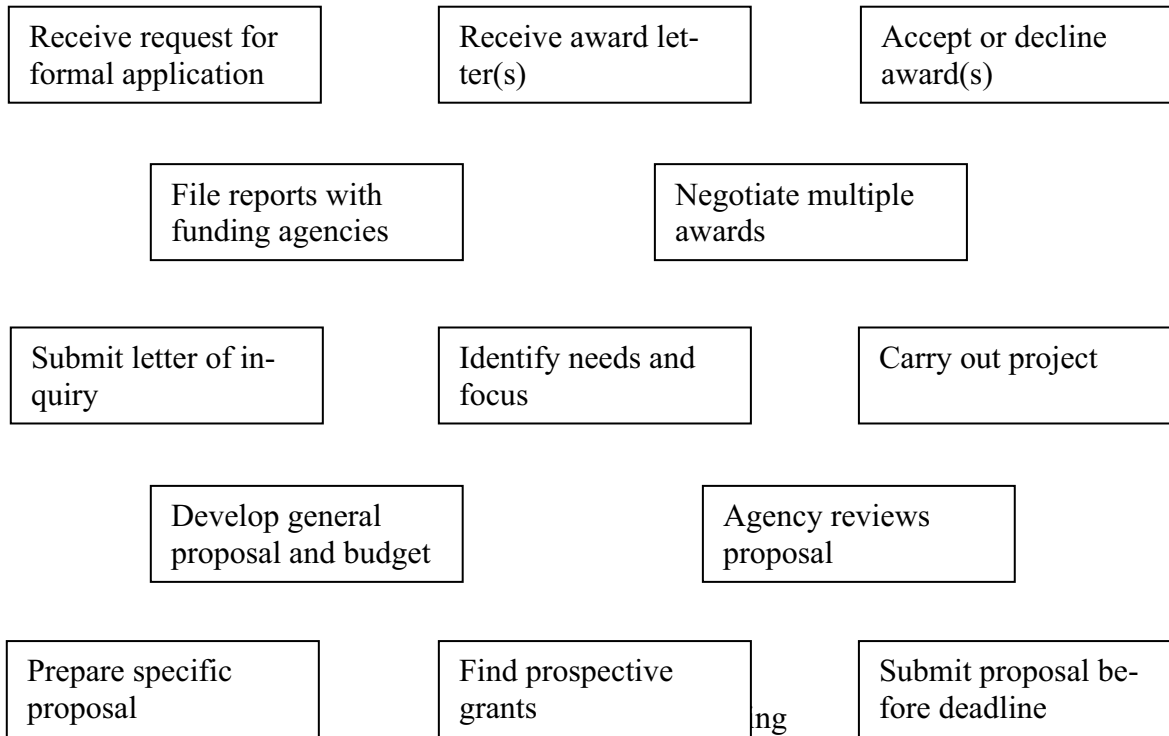 Receive request for
formal application
Receive award let-
ter(s)
Accept or decline
award(s)
File reports with
funding agencies
Negotiate multiple
awards
Submit letter of in-
quiry
Identify needs and
focus
Carry out project
Develop general
proposal and budget
Agency reviews
proposal
Prepare specific
proposal
Find prospective
grants
Submit proposal be-
fore deadline
ing